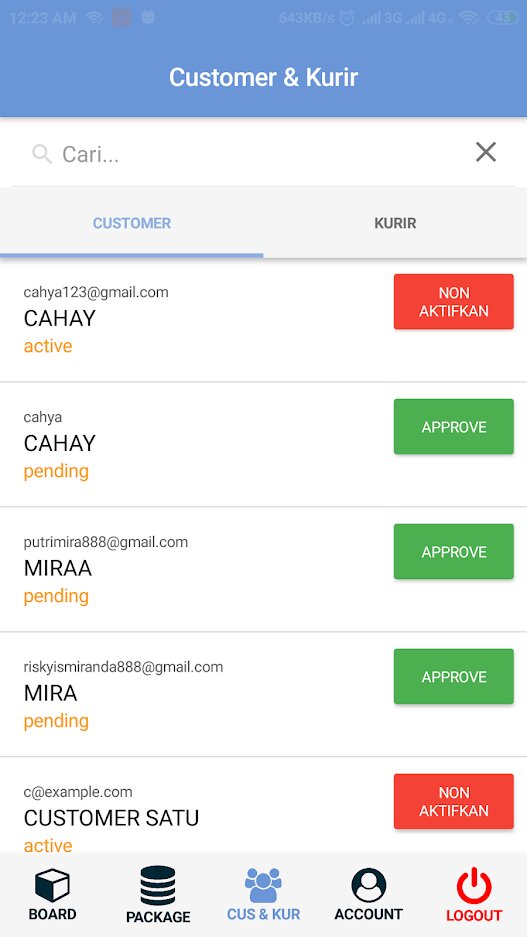 12:23 AM 643KB/s 3G 4G 43
Customer & Kurir
Cari...
CUSTOMER KURIR
cahya123@gmail.com
CAHAY
active
NON
AKTIFKAN
cahya
CAHAY
pending
APPROVE
putrimira888@gmail.com
MIRAA
pending
APPROVE
riskyismiranda888@gmail.com
MIRA
pending
APPROVE
c@example.com
CUSTOMER SATU
active
NON
AKTIFKAN
BOARD PACKAGE CUS & KUR ACCOUNT LOGOUT